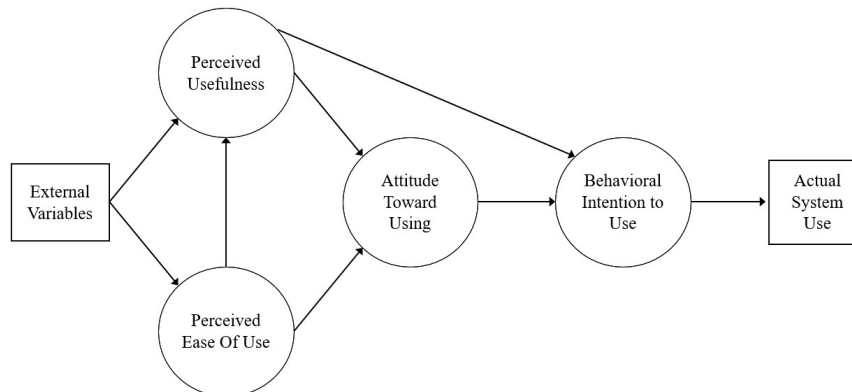 Perceived
Usefulness
External
Variables
Attitude
Toward
Using
Behavioral
Intention to
Use
Actual
System
Use
Perceived
Ease Of Use